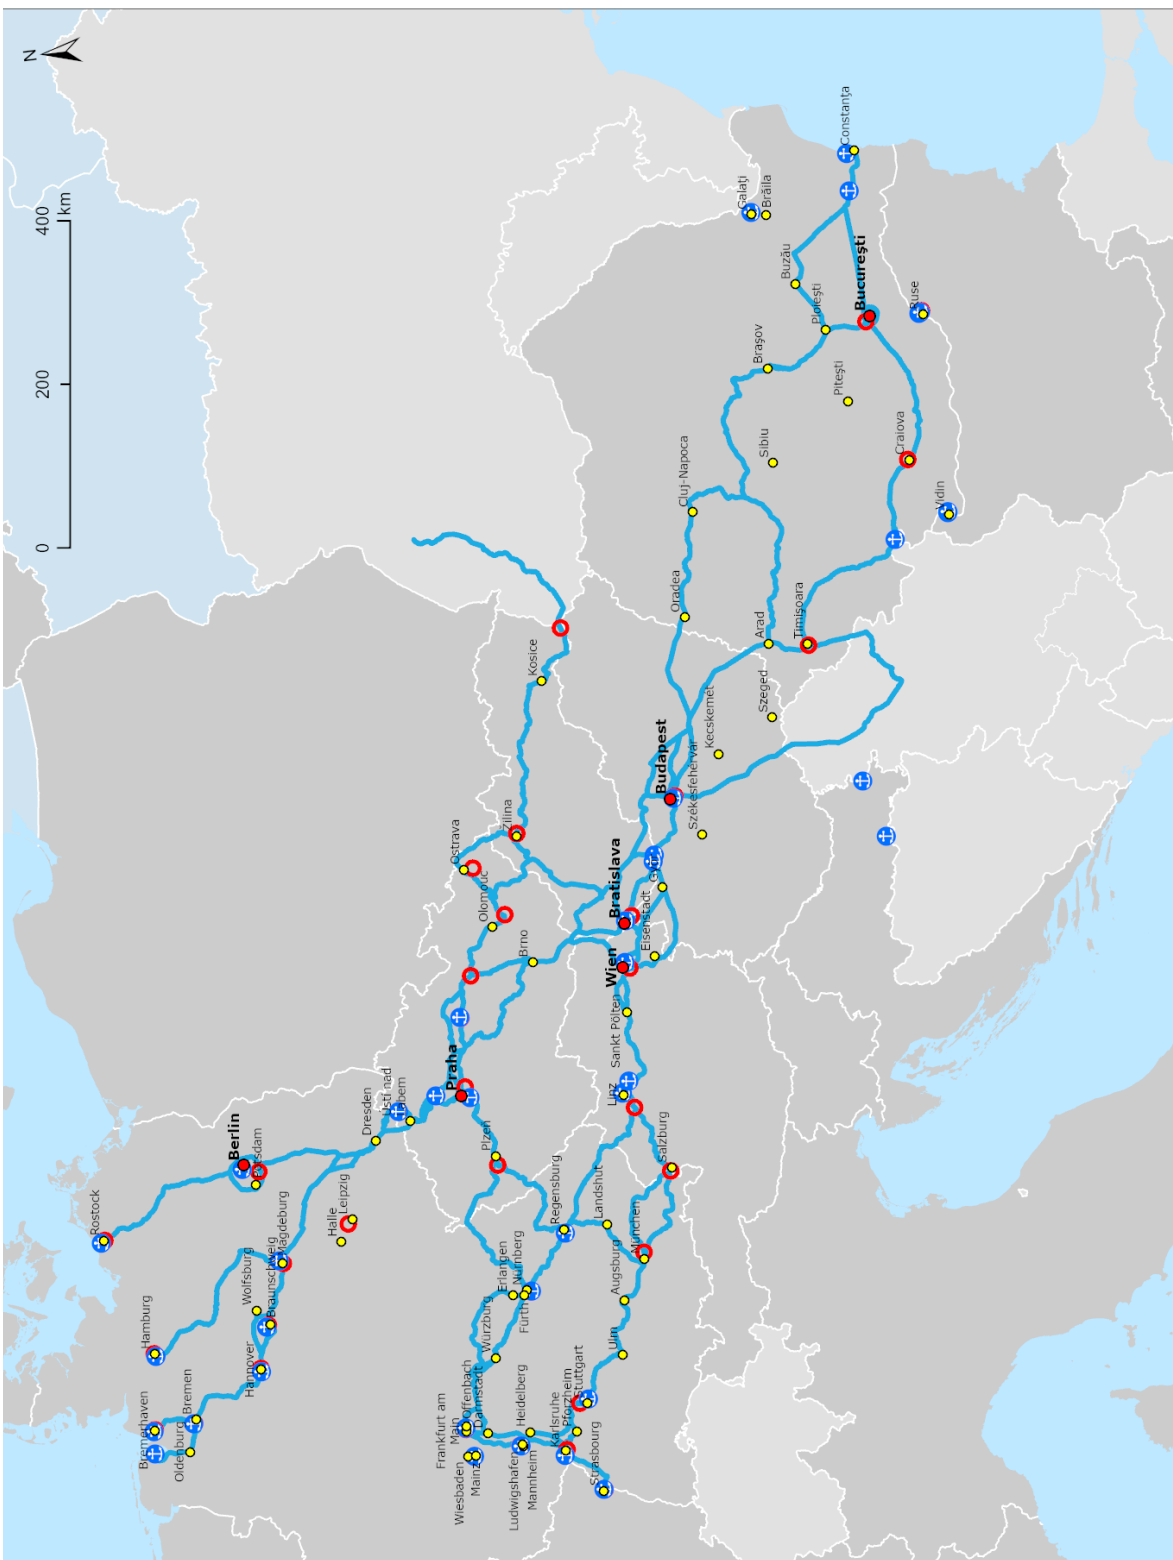 N
0
200
400
km
Bremerhaven
Oldenburg
Bremen
Hamburg
Rostock
Hannover
Wolfsburg
Braunschweig
Magdeburg
Berlin
Potsdam
Halle
Leipzig
Dresden
Ústí nad
Labem
Praha
Plzen
Ostrava
Olomouc
Brno
Žilina
Kosice
Wiesbaden
Mainz
Frankfurt am
Main
Offenbach
Darmstadt
Ludwigshafen
Mannheim
Heidelberg
Würzburg
Erlangen
Fürth
Nürnberg
Regensburg
Karlsruhe
Pforzheim
Stuttgart
Strasbourg
Ulm
Augsburg
Landshut
München
Salzburg
Linz
Sankt Pölten
Wien
Eisenstadt
Bratislava
Győr
Budapest
Székesfehérvár
Kecskemét
Szeged
Oradea
Arad
Timișoara
Cluj-Napoca
Sibiu
Brașov
Pitești
Craiova
Vidin
Ploiești
Buzău
București
Ruse
Galați
Brăila
Constanța